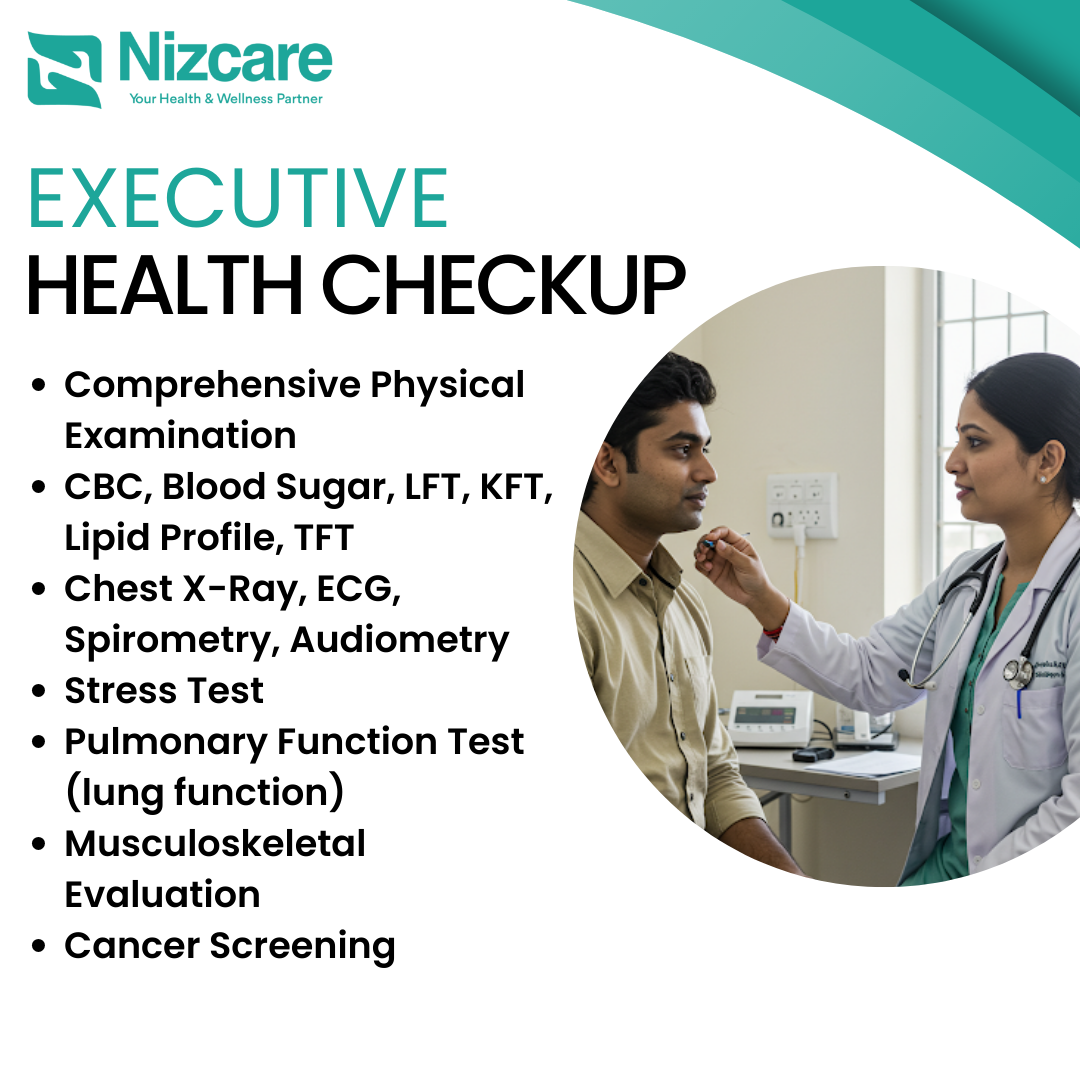 Nizcare
Your Health & Wellness Partner
EXECUTIVE
HEALTH CHECKUP
• Comprehensive Physical
Examination
• CBC, Blood Sugar, LFT, KFT,
Lipid Profile, TFT
• Chest X-Ray, ECG,
Spirometry, Audiometry
• Stress Test
• Pulmonary Function Test
(lung function)
• Musculoskeletal
Evaluation
• Cancer Screening